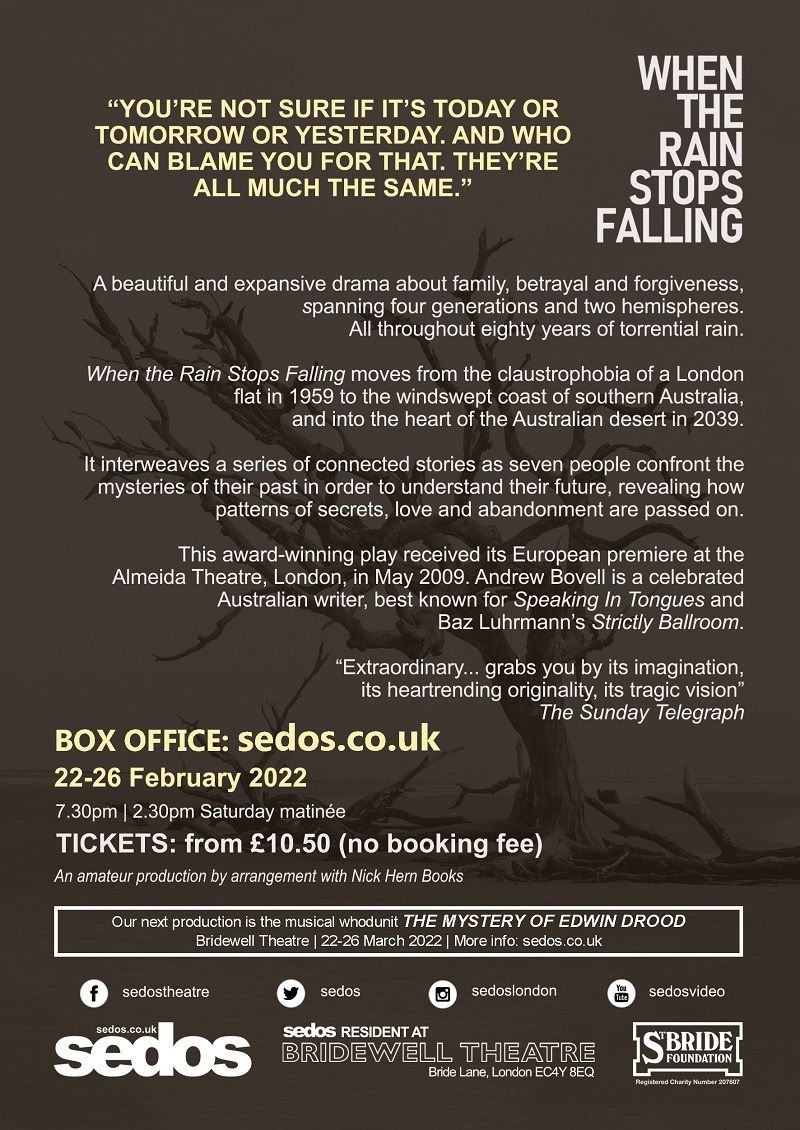 WHEN
THE
RAIN
STOPS
FALLING
“YOU’RE NOT SURE IF IT’S TODAY OR
TOMORROW OR YESTERDAY. AND WHO
CAN BLAME YOU FOR THAT. THEY’RE
ALL MUCH THE SAME.”
A beautiful and expansive drama about family, betrayal and forgiveness,
spanning four generations and two hemispheres.
All throughout eighty years of torrential rain.
When the Rain Stops Falling moves from the claustrophobia of a London
flat in 1959 to the windswept coast of southern Australia,
and into the heart of the Australian desert in 2039.
It interweaves a series of connected stories as seven people confront the
mysteries of their past in order to understand their future, revealing how
patterns of secrets, love and abandonment are passed on.
This award-winning play received its European premiere at the
Almeida Theatre, London, in May 2009. Andrew Bovell is a celebrated
Australian writer, best known for Speaking In Tongues and
Baz Luhrmann’s Strictly Ballroom.
“Extraordinary... grabs you by its imagination,
its heartrending originality, its tragic vision”
The Sunday Telegraph
BOX OFFICE: sedos.co.uk
22-26 February 2022
7.30pm | 2.30pm Saturday matinée
TICKETS: from £10.50 (no booking fee)
An amateur production by arrangement with Nick Hern Books
Our next production is the musical whodunit THE MYSTERY OF EDWIN DROOD
Bridewell Theatre | 22-26 March 2022 | More info: sedos.co.uk
f sedostheatre
sedos
sedoslondon
You Tube sedosvideo
sedos.co.uk
sedos
sedos RESIDENT AT
BRIDEWELL THEATRE
Bride Lane, London EC4Y 8EQ
ST BRIDE
FOUNDATION
Registered Charity Number 207607